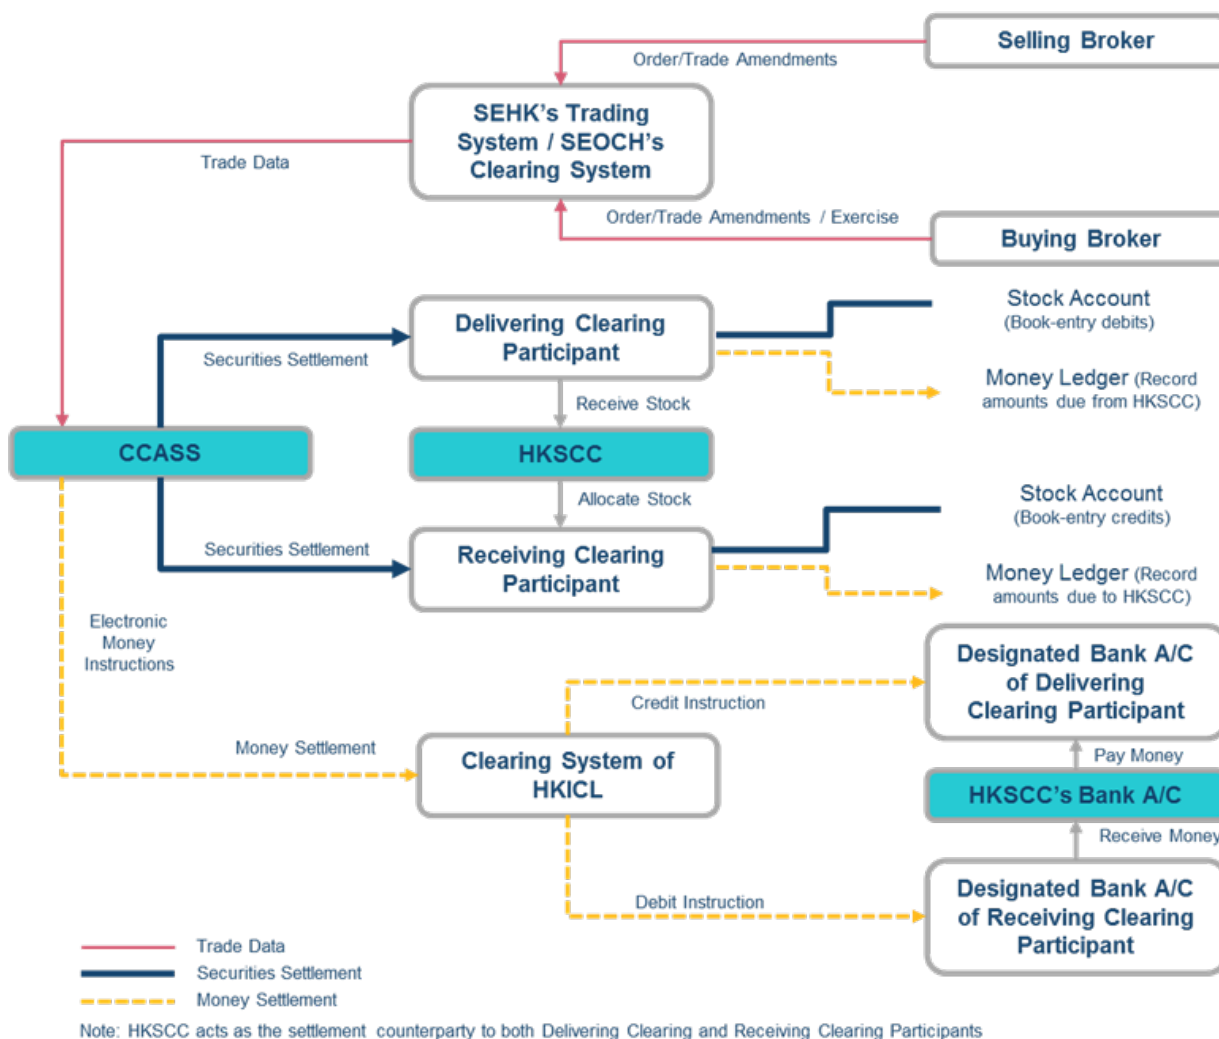 Selling Broker
Order/Trade Amendments
SEHK's Trading
System / SEOCH's
Clearing System
Trade Data
Order/Trade Amendments / Exercise
Buying Broker
Delivering Clearing
Participant
Stock Account
(Book-entry debits)
Securities Settlement
Money Ledger (Record
amounts due from HKSCC)
Receive Stock
CCASS
HKSCC
Allocate Stock
Stock Account
(Book-entry credits)
Securities Settlement
Receiving Clearing
Participant
Money Ledger (Record
amounts due to HKSCC)
Electronic
Money
Instructions
Designated Bank A/C
of Delivering
Clearing Participant
Credit Instruction
Money Settlement
Clearing System of
HKICL
Pay Money
HKSCC's Bank A/C
Receive Money
Debit Instruction
Designated Bank A/C
of Receiving Clearing
Participant
Trade Data
Securities Settlement
Money Settlement
Note: HKSCC acts as the settlement counterparty to both Delivering Clearing and Receiving Clearing Participants